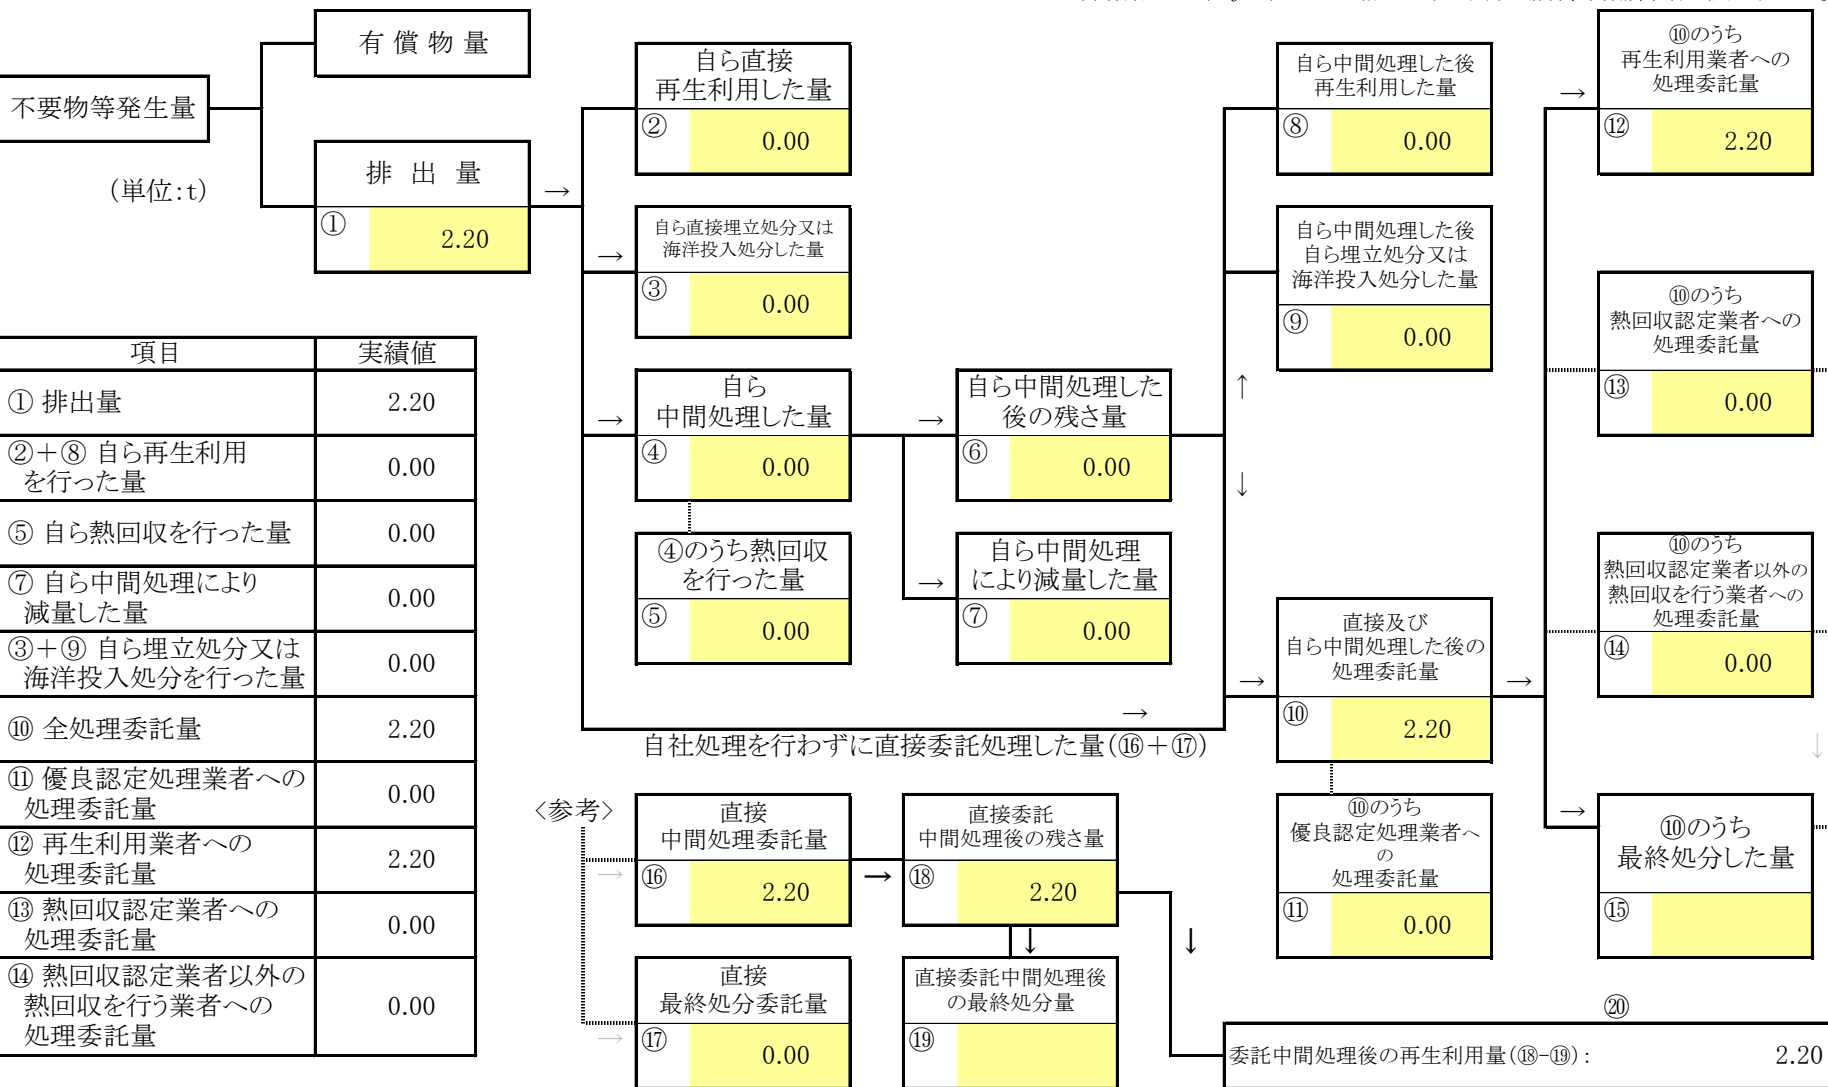 有 償 物 量
不要物等発生量
(単位:t)
排 出 量
→
① 2.20
自ら直接
再生利用した量
② 0.00
→
自ら直接埋立処分又は
海洋投入処分した量
③ 0.00
→
自ら
中間処理した量
④ 0.00
④のうち熱回収
を行った量
⑤ 0.00
→
自ら中間処理した
後の残さ量
⑥ 0.00
→
自ら中間処理
により減量した量
⑦ 0.00
自ら中間処理した後
再生利用した量
⑧ 0.00
自ら中間処理した後
自ら埋立処分又は
海洋投入処分した量
⑨ 0.00
↑
↓
→
自社処理を行わずに直接委託処理した量(⑯+⑰)
→
直接及び
自ら中間処理した後の
処理委託量
⑩ 2.20
⑩のうち
優良認定処理業者へ
の
処理委託量
⑪ 0.00
→
→
⑩のうち
再生利用業者への
処理委託量
⑫ 2.20
⑩のうち
熱回収認定業者への
処理委託量
⑬ 0.00
⑩のうち
熱回収認定業者以外の
熱回収を行う業者への
処理委託量
⑭ 0.00
↓
→
⑩のうち
最終処分した量
⑮
項目 実績値
① 排出量 2.20
②+⑧ 自ら再生利用
を行った量 0.00
⑤ 自ら熱回収を行った量 0.00
⑦ 自ら中間処理により
減量した量 0.00
③+⑨ 自ら埋立処分又は
海洋投入処分を行った量 0.00
⑩ 全処理委託量 2.20
⑪ 優良認定処理業者への
処理委託量 0.00
⑫ 再生利用業者への
処理委託量 2.20
⑬ 熱回収認定業者への
処理委託量 0.00
⑭ 熱回収認定業者以外の
熱回収を行う業者への
処理委託量 0.00
<参考>
→
直接
中間処理委託量
⑯ 2.20
→
直接委託
中間処理後の残さ量
⑱ 2.20
↓
↓
→
直接
最終処分委託量
⑰ 0.00
直接委託中間処理後
の最終処分量
⑲
⑳
委託中間処理後の再生利用量(⑱-⑲): 2.20